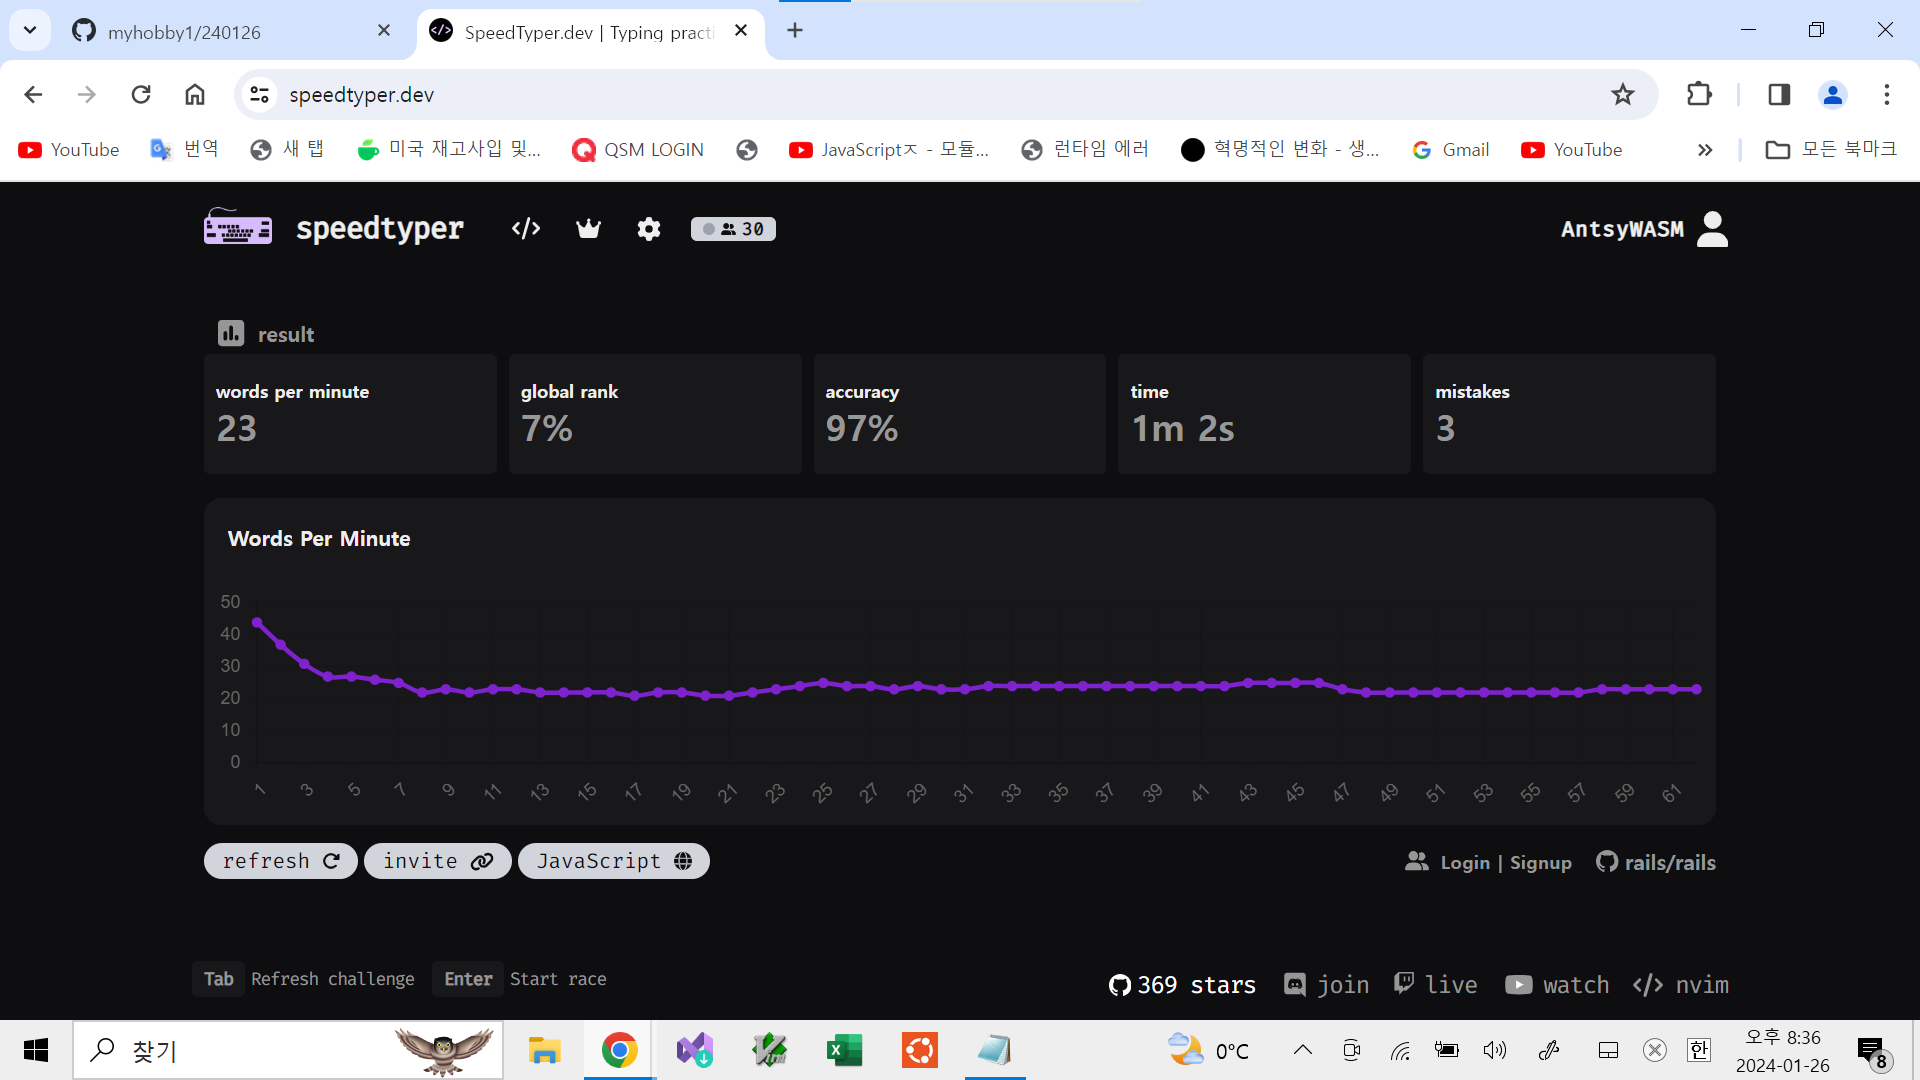 myhobby1/240126
SpeedTyper.dev | Typing practi
speedtyper.dev
YouTube 번역 새 탭 미국 재고사입 및... QSM LOGIN JavaScriptㅈ - 모듈... 런타임 에러 혁명적인 변화 - 생... Gmail YouTube 모든 북마크
speedtyper 30 AntsyWASM
result
words per minute
23
global rank
7%
accuracy
97%
time
1m 2s
mistakes
3
Words Per Minute
50
40
30
20
10
0
1 3 5 7 9 11 13 15 17 19 21 23 25 27 29 31 33 35 37 39 41 43 45 47 49 51 53 55 57 59 61
refresh invite JavaScript Login | Signup rails/rails
Tab Refresh challenge Enter Start race
369 stars join live watch nvim
찾기
0°C
한
오후 8:36
2024-01-26
8